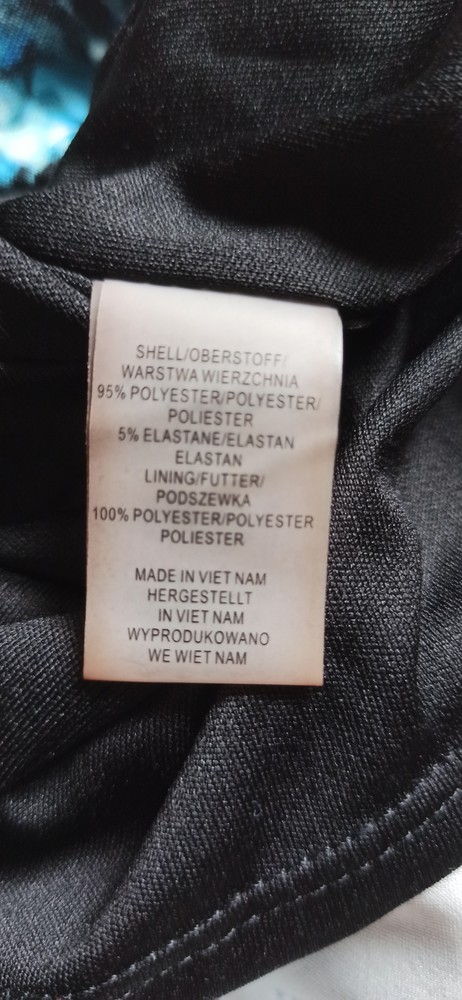 SHELL/OBERSTOFF/
WARSTWA WIERZCHNIA
95% POLYESTER/POLYESTER/
POLIESTER
5% ELASTANE/ELASTAN
ELASTAN
LINING/FUTTER/
PODSZEWKA
100% POLYESTER/POLYESTER
POLIESTER
MADE IN VIET NAM
HERGESTELLT
IN VIET NAM
WYPRODUKOWANO
WE WIET NAM